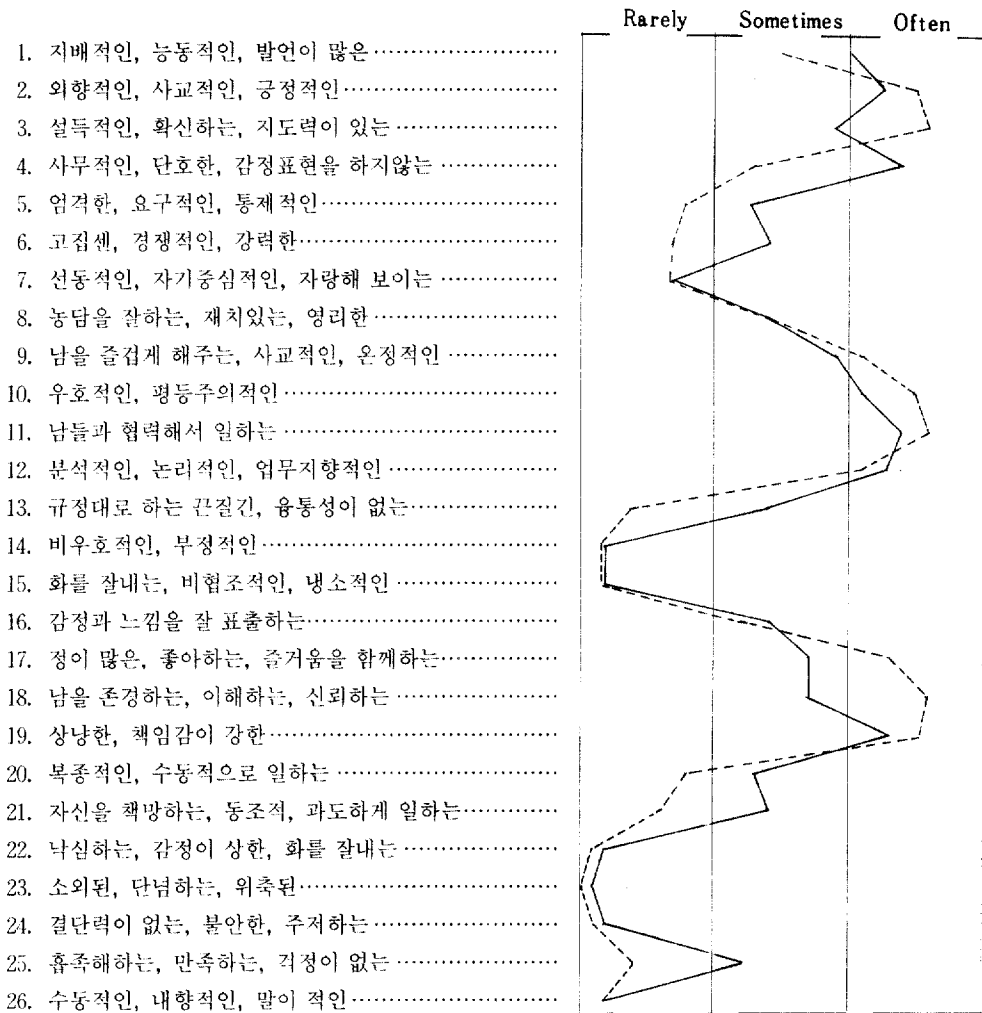 Rarely Sometimes Often
1. 지배적인, 능동적인, 발언이 많은
2. 외향적인, 사교적인, 긍정적인
3. 설득적인, 확신하는, 지도력이 있는
4. 사무적인, 단호한, 감정표현을 하지않는
5. 엄격한, 요구적인, 통제적인
6. 고집센, 경쟁적인, 강력한
7. 선동적인, 자기중심적인, 자랑해 보이는
8. 농담을 잘하는, 재치있는, 영리한
9. 남을 즐겁게 해주는, 사교적인, 온정적인
10. 우호적인, 평등주의적인
11. 남들과 협력해서 일하는
12. 분석적인, 논리적인, 업무지향적인
13. 규정대로 하는 끈질긴, 융통성이 없는
14. 비우호적인, 부정적인
15. 화를 잘내는, 비협조적인, 냉소적인
16. 감정과 느낌을 잘 표출하는
17. 정이 많은, 좋아하는, 즐거움을 함께하는
18. 남을 존경하는, 이해하는, 신뢰하는
19. 상냥한, 책임감이 강한
20. 복종적인, 수동적으로 일하는
21. 자신을 책망하는, 동조적, 과도하게 일하는
22. 낙심하는, 감정이 상한, 화를 잘내는
23. 소외된, 단념하는, 위축된
24. 결단력이 없는, 불안한, 주저하는
25. 흡족해하는, 만족하는, 걱정이 없는
26. 수동적인, 내향적인, 말이 적인